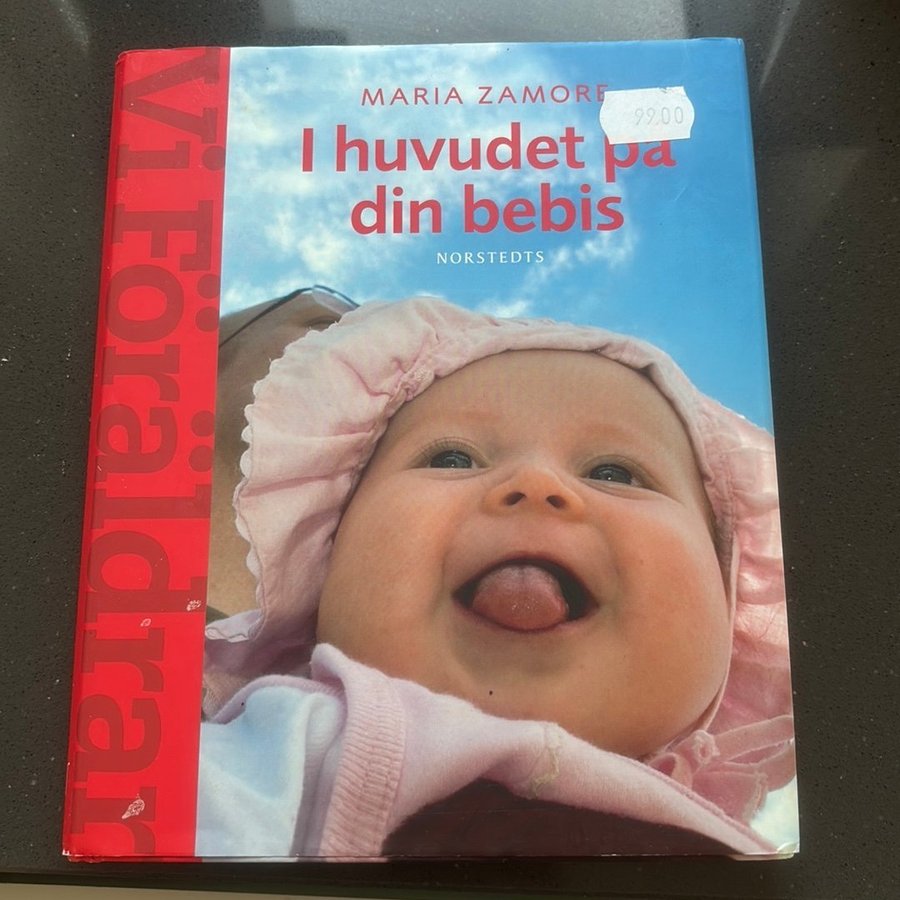 MARIA ZAMORE
99,00
I huvudet på
din bebis
NORSTEDTS
Vi Föräldrar